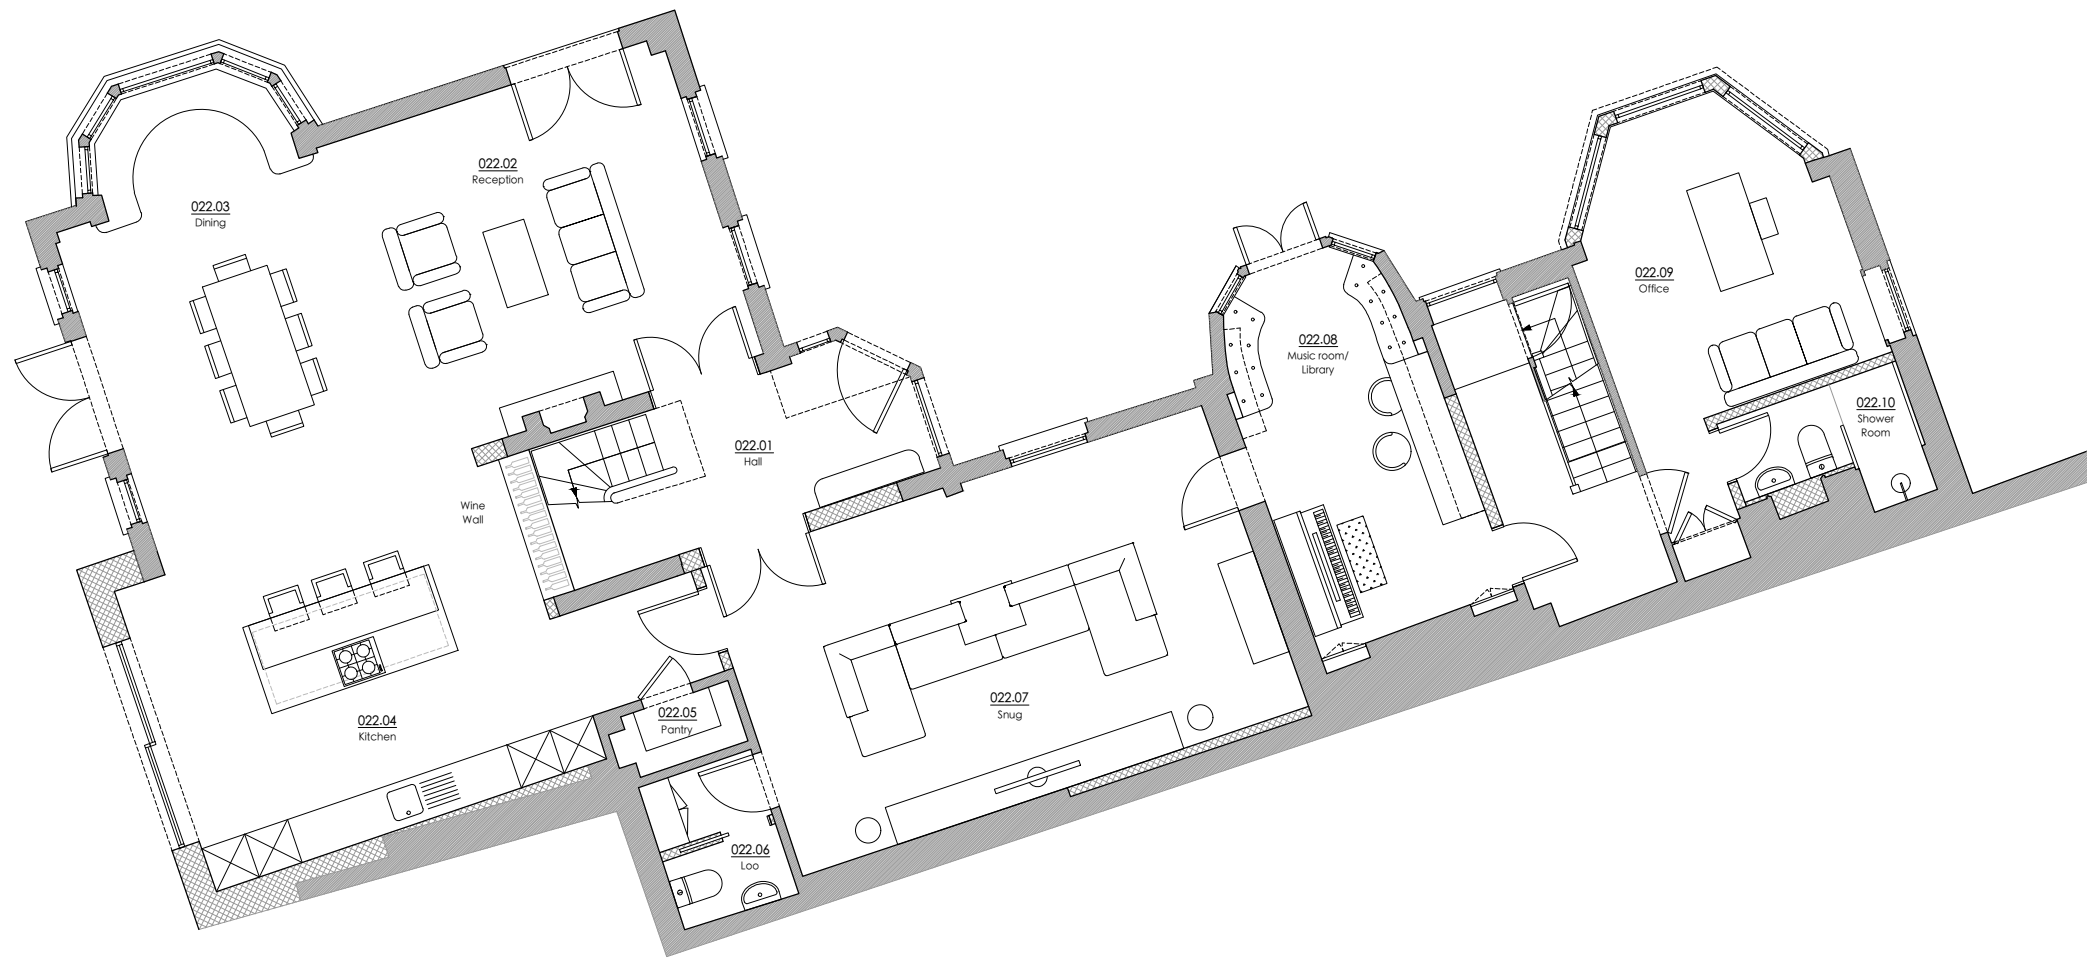 022.02
Reception
022.03
Dining
022.09
Office
022.08
Music room/
Library
022.10
Shower
Room
022.01
Hall
Wine
Wall
022.07
Snug
022.05
Pantry
022.04
Kitchen
022.06
Loo